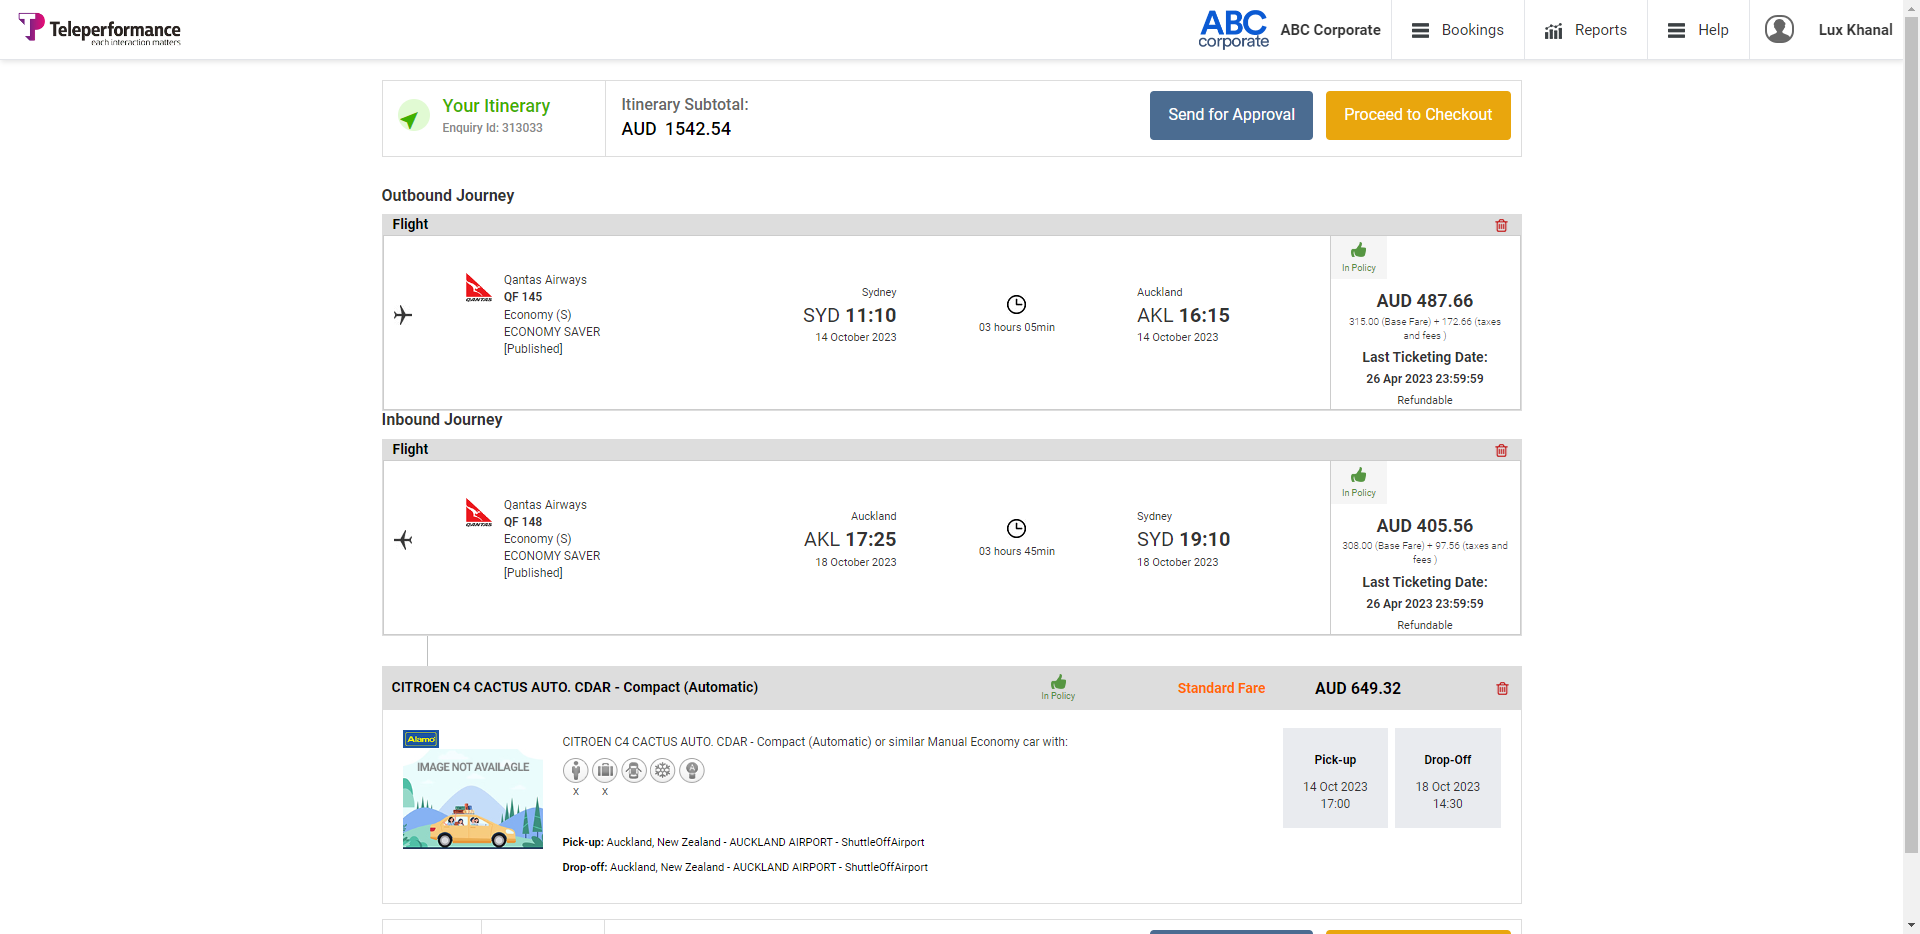 Teleperformance
each interaction matters
ABC
corporate
ABC Corporate
Bookings
Reports
Help
Lux Khanal
Your Itinerary
Enquiry Id: 313033
Itinerary Subtotal:
AUD 1542.54
Send for Approval
Proceed to Checkout
Outbound Journey
Flight
Qantas Airways
QF 145
Economy (S)
ECONOMY SAVER
[Published]
QANTAS
Sydney
SYD 11:10
14 October 2023
03 hours 05min
Auckland
AKL 16:15
14 October 2023
In Policy
AUD 487.66
315.00 (Base Fare) + 172.66 (taxes
and fees )
Last Ticketing Date:
26 Apr 2023 23:59:59
Refundable
Inbound Journey
Flight
Qantas Airways
QF 148
Economy (S)
ECONOMY SAVER
[Published]
QANTAS
Auckland
AKL 17:25
18 October 2023
03 hours 45min
Sydney
SYD 19:10
18 October 2023
In Policy
AUD 405.56
308.00 (Base Fare) + 97.56 (taxes and
fees )
Last Ticketing Date:
26 Apr 2023 23:59:59
Refundable
CITROEN C4 CACTUS AUTO. CDAR - Compact (Automatic)
In Policy
Standard Fare
AUD 649.32
Alamo
IMAGE NOT AVAILAGLE
CITROEN C4 CACTUS AUTO. CDAR - Compact (Automatic) or similar Manual Economy car with:
A
x
x
Pick-up: Auckland, New Zealand - AUCKLAND AIRPORT - ShuttleOffAirport
Drop-off: Auckland, New Zealand - AUCKLAND AIRPORT - ShuttleOffAirport
Pick-up
14 Oct 2023
17:00
Drop-Off
18 Oct 2023
14:30